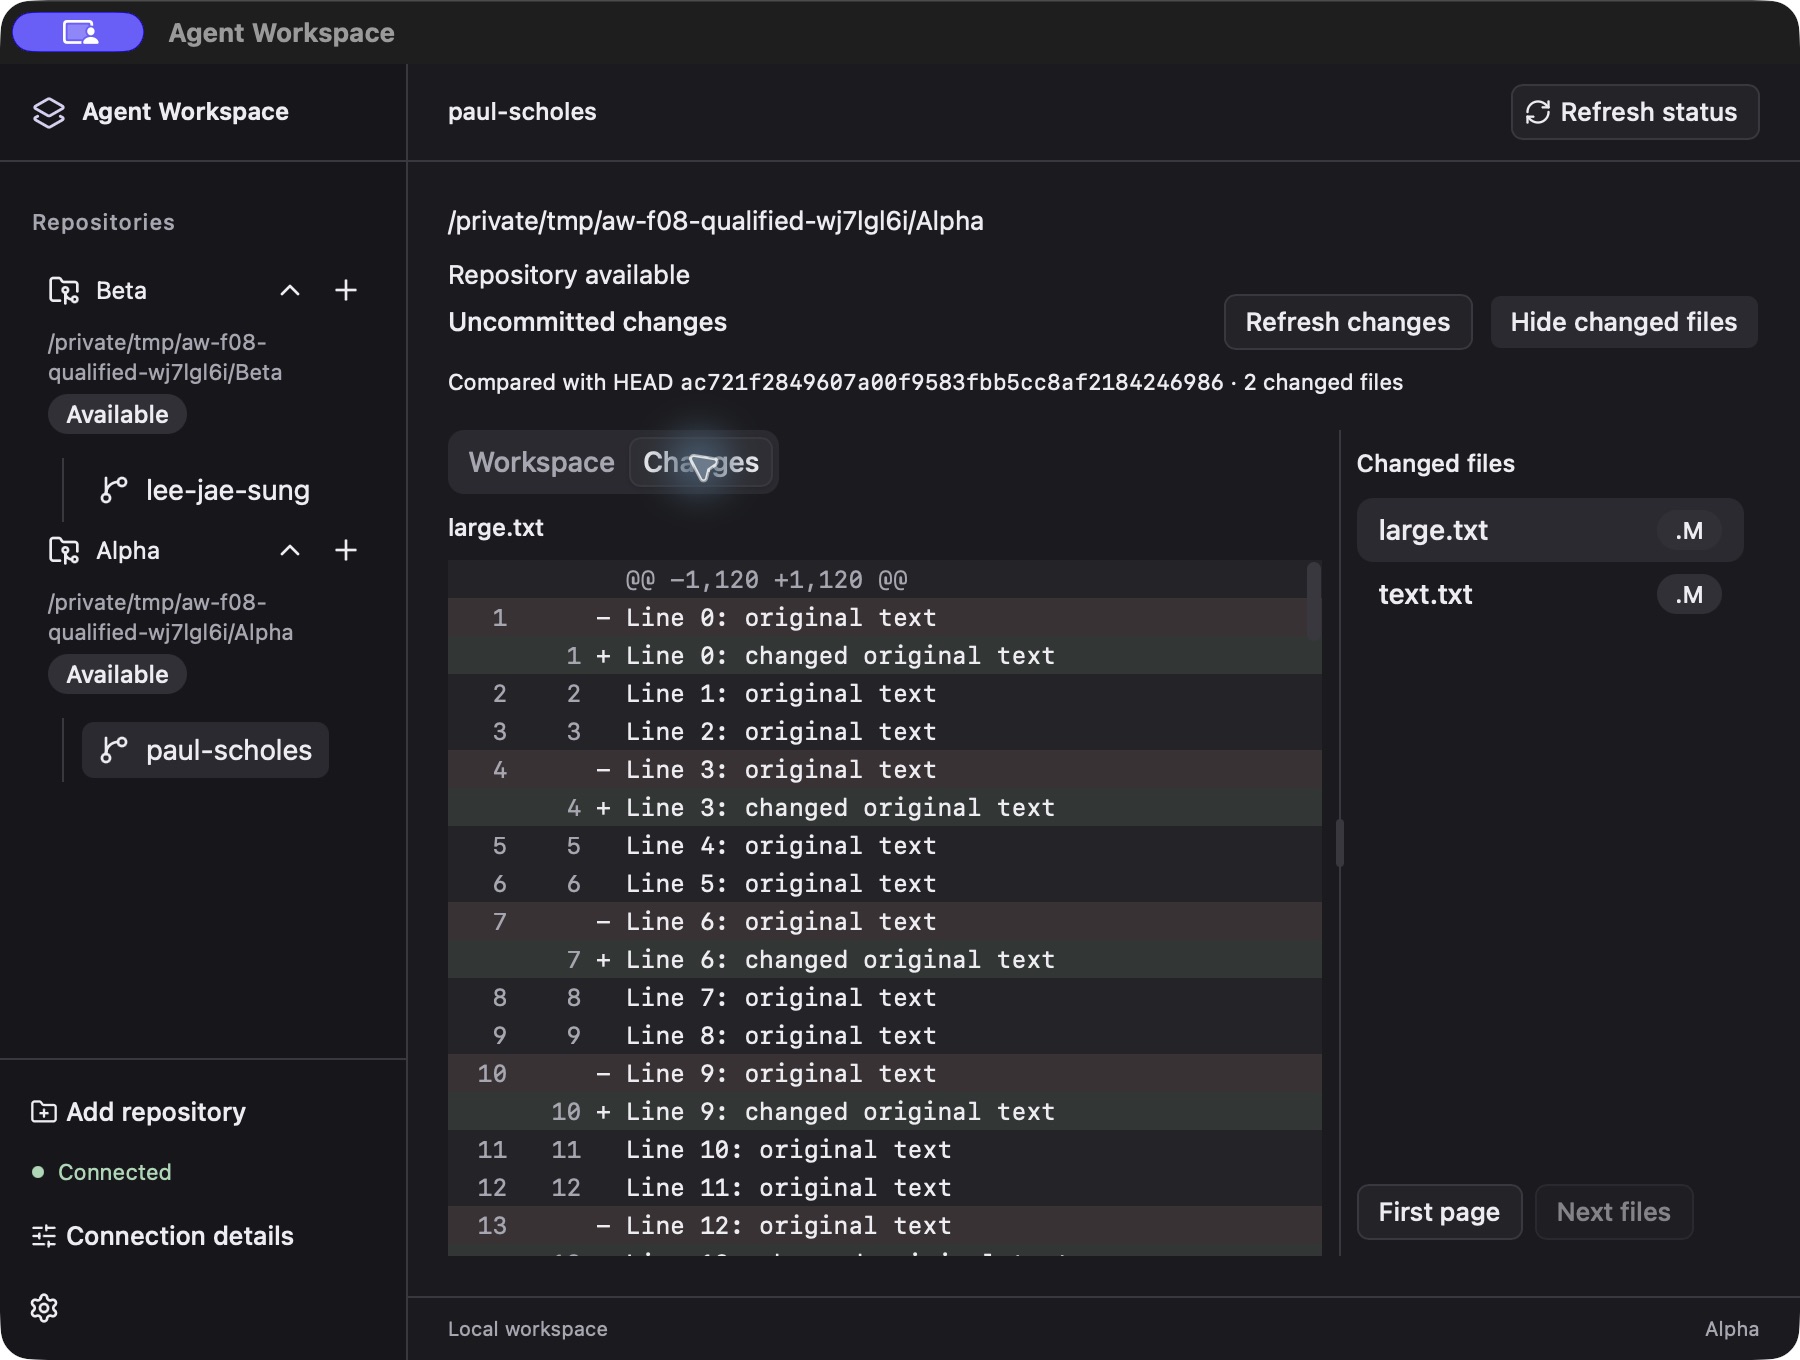 Agent Workspace
Agent Workspace
Repositories
Beta
/private/tmp/aw-f08-
qualified-wj7lgl6i/Beta
Available
lee-jae-sung
Alpha
/private/tmp/aw-f08-
qualified-wj7lgl6i/Alpha
Available
paul-scholes
Add repository
Connected
Connection details
paul-scholes
Refresh status
/private/tmp/aw-f08-qualified-wj7lgl6i/Alpha
Repository available
Uncommitted changes
Refresh changes
Hide changed files
Compared with HEAD ac721f2849607a00f9583fbb5cc8af2184246986 · 2 changed files
Workspace
Changes
large.txt
@@ −1,120 +1,120 @@
1 − Line 0: original text
1 + Line 0: changed original text
2 2 Line 1: original text
3 3 Line 2: original text
4 − Line 3: original text
4 + Line 3: changed original text
5 5 Line 4: original text
6 6 Line 5: original text
7 − Line 6: original text
7 + Line 6: changed original text
8 8 Line 7: original text
9 9 Line 8: original text
10 − Line 9: original text
10 + Line 9: changed original text
11 11 Line 10: original text
12 12 Line 11: original text
13 − Line 12: original text
Changed files
large.txt .M
text.txt .M
First page
Next files
Local workspace
Alpha